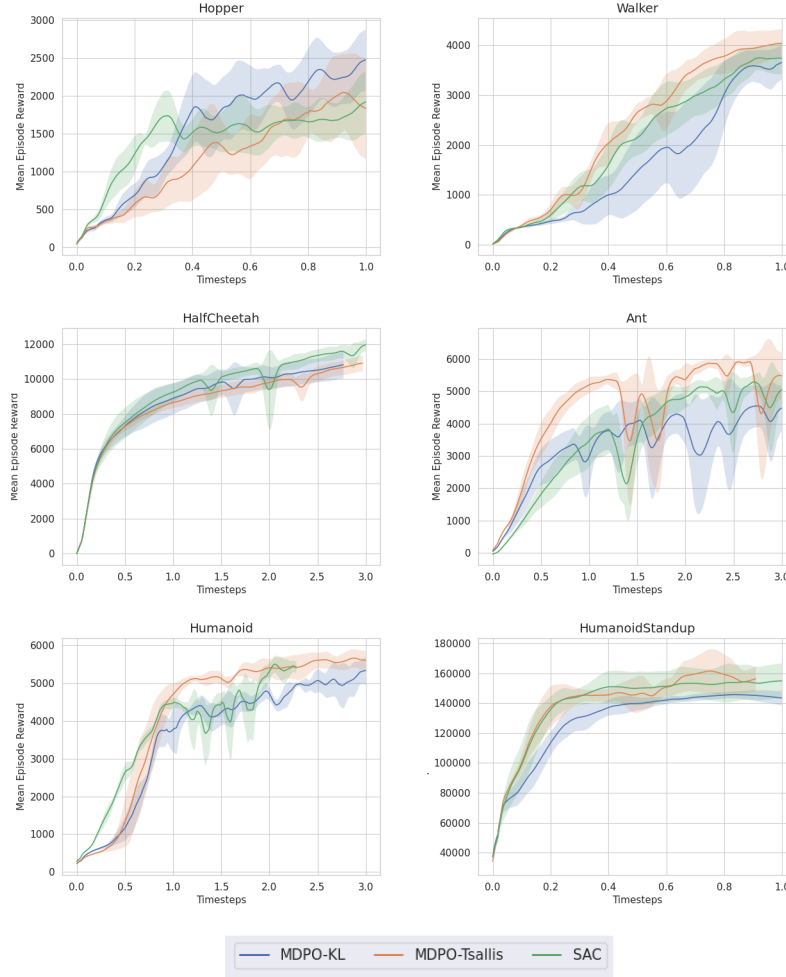 Hopper
Mean Episode Reward
3000
2500
2000
1500
1000
500
0
0.0 0.2 0.4 0.6 0.8 1.0
Timesteps
Walker
Mean Episode Reward
4000
3000
2000
1000
0
0.0 0.2 0.4 0.6 0.8 1.0
Timesteps
HalfCheetah
Mean Episode Reward
12000
10000
8000
6000
4000
2000
0
0.0 0.5 1.0 1.5 2.0 2.5 3.0
Timesteps
Ant
Mean Episode Reward
6000
5000
4000
3000
2000
1000
0
0.0 0.5 1.0 1.5 2.0 2.5 3.0
Timesteps
Humanoid
Mean Episode Reward
6000
5000
4000
3000
2000
1000
0
0.0 0.5 1.0 1.5 2.0 2.5 3.0
Timesteps
HumanoidStandup
180000
160000
140000
120000
100000
80000
60000
40000
0.0 0.2 0.4 0.6 0.8 1.0
Timesteps
MDPO-KL MDPO-Tsallis SAC